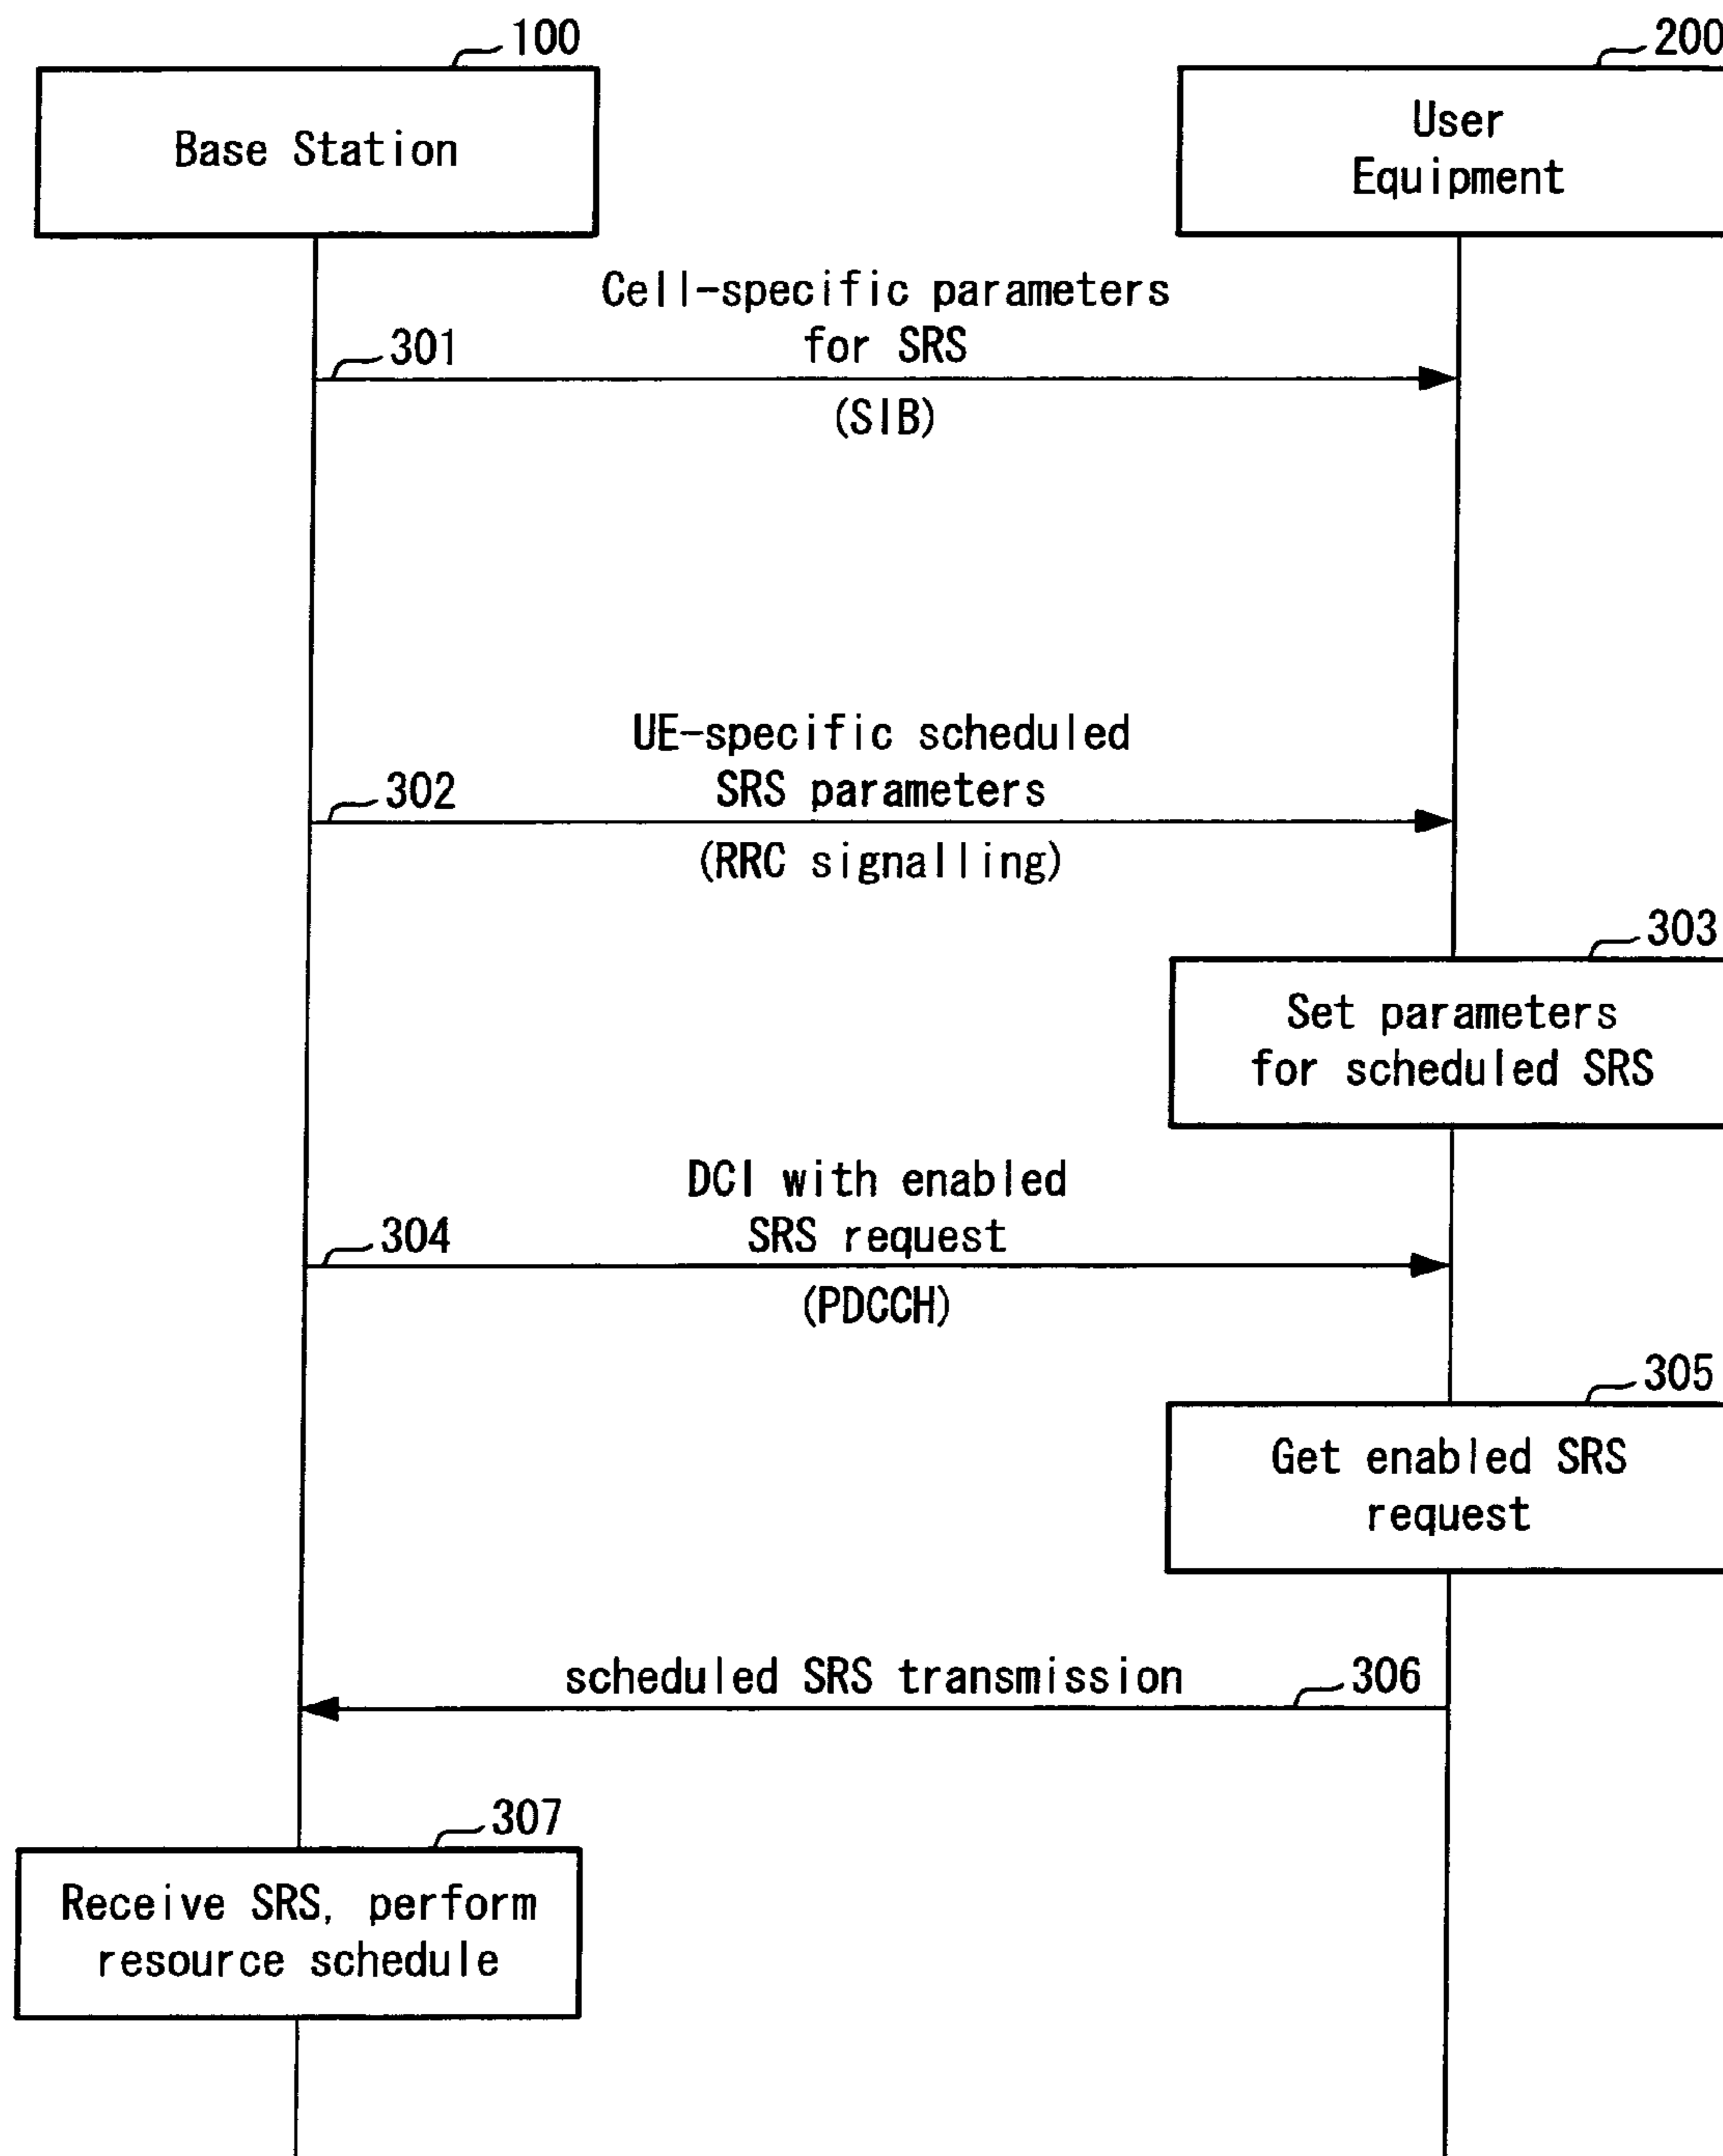 100
200
Base Station
User
Equipment
Cell-specific parameters
for SRS
301
(SIB)
UE-specific scheduled
SRS parameters
302
(RRC signalling)
303
Set parameters
for scheduled SRS
DCI with enabled
SRS request
304
(PDCCH)
305
Get enabled SRS
request
scheduled SRS transmission
306
307
Receive SRS, perform
resource schedule